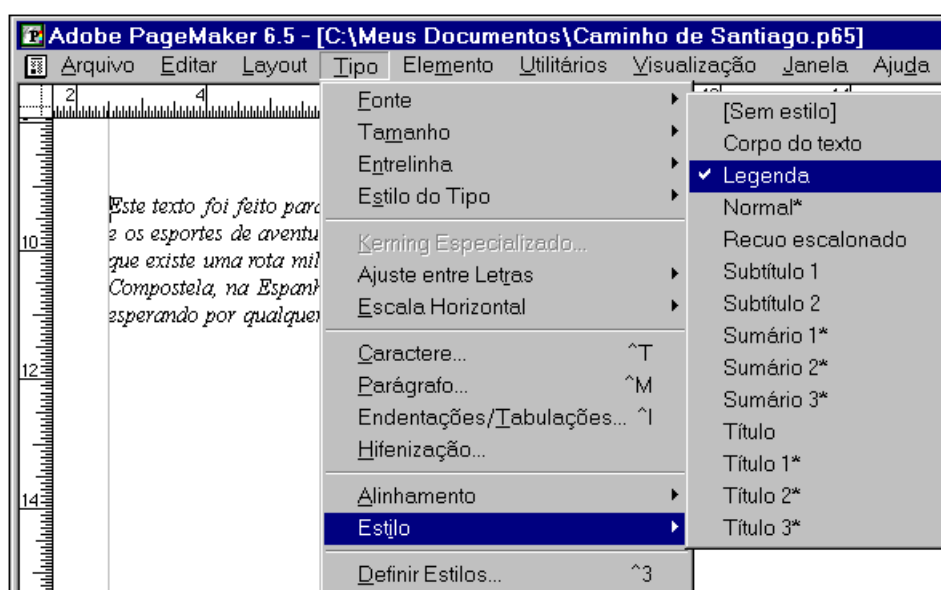 Adobe PageMaker 6.5 - [C:\Meus Documentos\Caminho de Santiago.p65]
Arquivo Editar Layout Tipo Elemento Utilitários Visualização Janela Ajuda
2 4
10
12
14
Este texto foi feito para
e os esportes de aventu
que existe uma rota mil
Compostela, na Espanh
esperando por qualquer
Fonte
Tamanho
Entrelinha
Estilo do Tipo
Kerning Especializado...
Ajuste entre Letras
Escala Horizontal
Caractere... ^T
Parágrafo... ^M
Endentações/Tabulações... ^I
Hifenização...
Alinhamento
Estilo
Definir Estilos... ^3
[Sem estilo]
Corpo do texto
✔ Legenda
Normal*
Recuo escalonado
Subtítulo 1
Subtítulo 2
Sumário 1*
Sumário 2*
Sumário 3*
Título
Título 1*
Título 2*
Título 3*